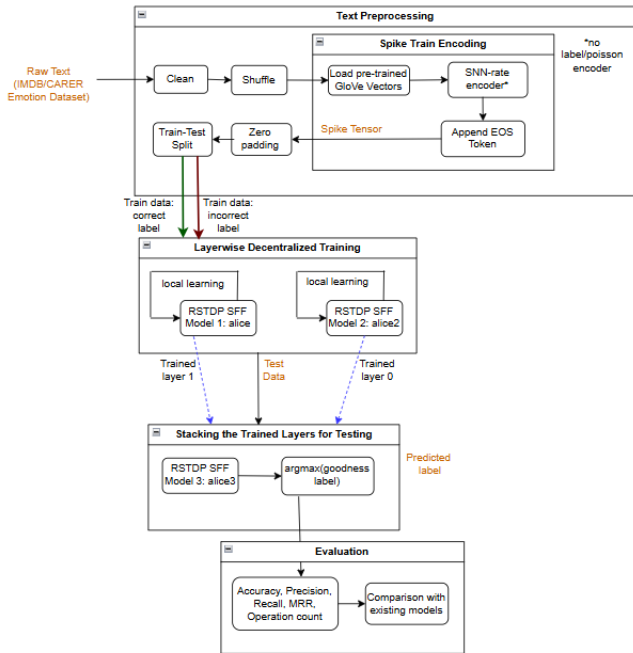 Text Preprocessing
Spike Train Encoding
*no
label/poisson
encoder
Raw Text
(IMDB/CARER
Emotion Dataset)
Clean
Shuffle
Load pre-trained
GloVe Vectors
SNN-rate
encoder*
Append EOS
Token
Spike Tensor
Zero
padding
Train-Test
Split
Train data:
correct
label
Train data:
incorrect
label
Layerwise Decentralized Training
local learning
RSTDP SFF
Model 1: alice
local learning
RSTDP SFF
Model 2: alice2
Trained
layer 1
Test
Data
Trained
layer 0
Stacking the Trained Layers for Testing
RSTDP SFF
Model 3: alice3
argmax(goodness
label)
Predicted
label
Evaluation
Accuracy, Precision,
Recall, MRR,
Operation count
Comparison with
existing models